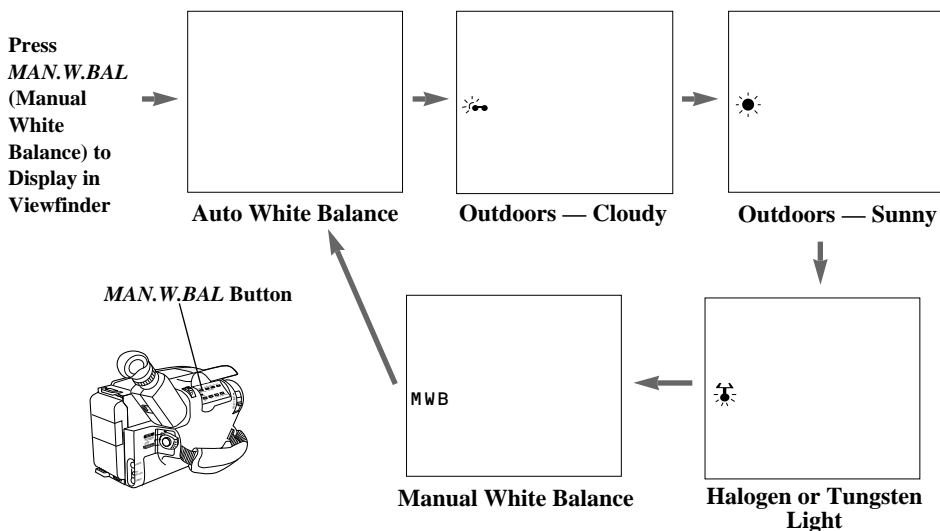 Press
MAN.W.BAL
(Manual
White
Balance) to
Display in
Viewfinder
Auto White Balance
Outdoors — Cloudy
Outdoors — Sunny
MAN.W.BAL Button
MWB
Manual White Balance
Halogen or Tungsten
Light